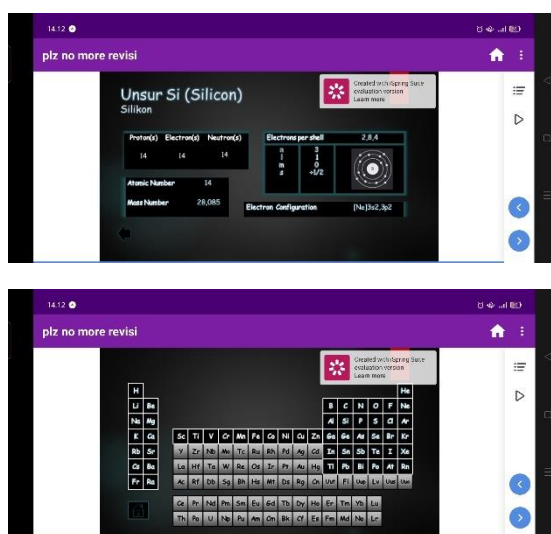 14.12
plz no more revisi
Created with iSpring Suite
evaluation version
Learn more
Unsur Si (Silicon)
Silikon
Proton(s) Electron(s) Neutron(s)
14 14 14
Atomic Number 14
Mass Number 28,085
Electrons per shell 2,8,4
n 3
l 1
m 0
s +1/2
Electron Configuration [Ne]3s2,3p2
14.12
plz no more revisi
Created with iSpring Suite
evaluation version
Learn more
H He
Li Be B C N O F Ne
Na Mg Al Si P S Cl Ar
K Ca Sc Ti V Cr Mn Fe Co Ni Cu Zn Ga Ge As Se Br Kr
Rb Sr Y Zr Nb Mo Tc Ru Rh Pd Ag Cd In Sn Sb Te I Xe
Cs Ba La Hf Ta W Re Os Ir Pt Au Hg Tl Pb Bi Po At Rn
Fr Ra Ac Rf Db Sg Bh Hs Mt Ds Rg Cn Uut Fl Uup Lv Uus Uuo
Ce Pr Nd Pm Sm Eu Gd Tb Dy Ho Er Tm Yb Lu
Th Pa U Np Pu Am Cm Bk Cf Es Fm Md No Lr